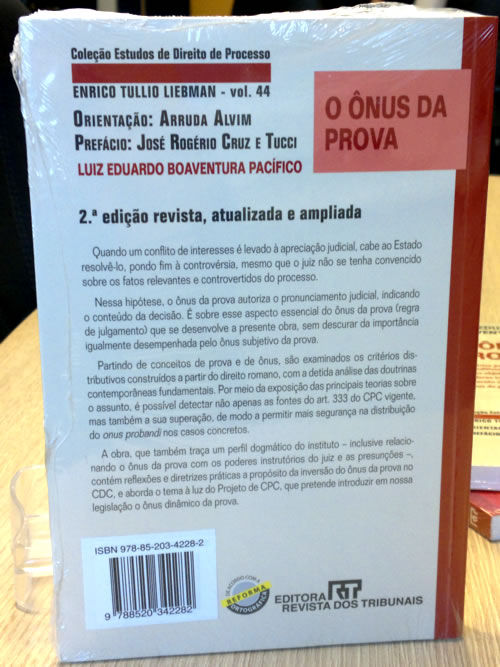 Coleção Estudos de Direito de Processo
ENRICO TULLIO LIEBMAN - vol. 44
ORIENTAÇÃO: ARRUDA ALVIM
PREFÁCIO: JOSÉ ROGÉRIO CRUZ E TUCCI
LUIZ EDUARDO BOAVENTURA PACÍFICO
O ÔNUS DA
PROVA
2.ª edição revista, atualizada e ampliada
Quando um conflito de interesses é levado à apreciação judicial, cabe ao Estado
resolvê-lo, pondo fim à controvérsia, mesmo que o juiz não se tenha convencido
sobre os fatos relevantes e controvertidos do processo.
Nessa hipótese, o ônus da prova autoriza o pronunciamento judicial, indicando
o conteúdo da decisão. É sobre esse aspecto essencial do ônus da prova (regra
de julgamento) que se desenvolve a presente obra, sem descurar da importância
igualmente desempenhada pelo ônus subjetivo da prova.
Partindo de conceitos de prova e de ônus, são examinados os critérios dis-
tributivos construídos a partir do direito romano, com a detida análise das doutrinas
contemporâneas fundamentais. Por meio da exposição das principais teorias sobre
o assunto, é possível detectar não apenas as fontes do art. 333 do CPC vigente,
mas também a sua superação, de modo a permitir mais segurança na distribuição
do onus probandi nos casos concretos.
A obra, que também traça um perfil dogmático do instituto – inclusive relacio-
nando o ônus da prova com os poderes instrutórios do juiz e as presunções –,
contém reflexões e diretrizes práticas a propósito da inversão do ônus da prova no
CDC, e aborda o tema à luz do Projeto de CPC, que pretende introduzir em nossa
legislação o ônus dinâmico da prova.
ISBN 978-85-203-4228-2
9 788520 342282
DE ACORDO COM A
REFORMA
ORTOGRÁFICA
EDITORA RT
REVISTA DOS TRIBUNAIS